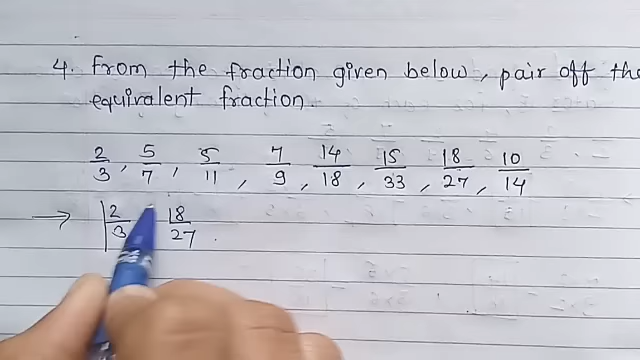 4. From the fraction given below, pair off the
equivalent fraction.
2/3, 5/7, 5/11, 7/9, 14/18, 15/33, 18/27, 10/14
→ 2/3 18/27.